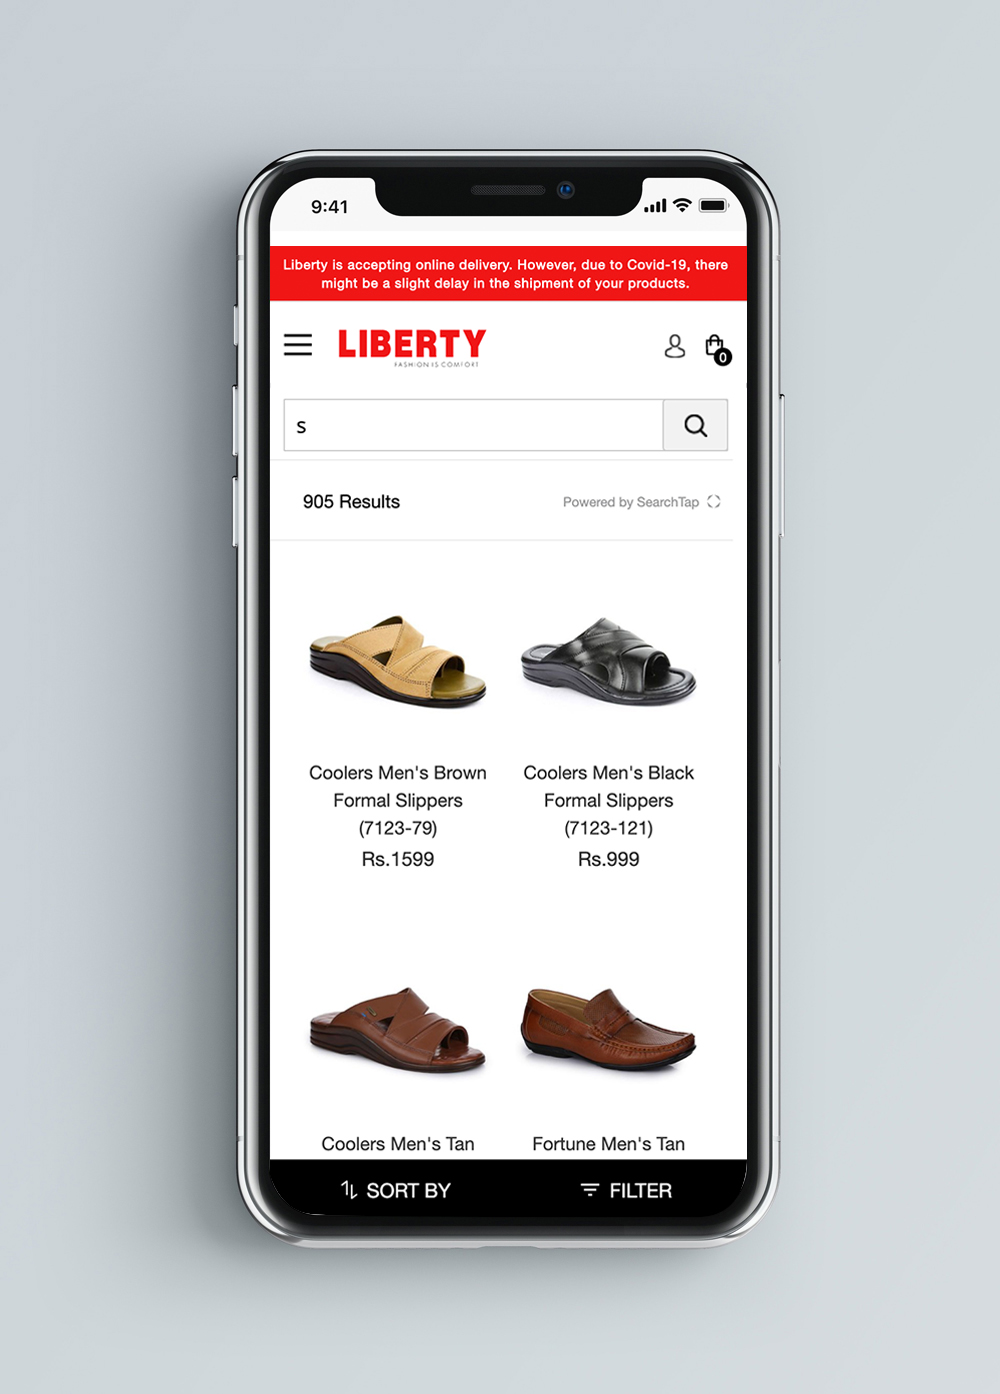 9:41
Liberty is accepting online delivery. However, due to Covid-19, there
might be a slight delay in the shipment of your products.
LIBERTY
FASHION IS COMFORT
0
s
905 Results
Powered by SearchTap
Coolers Men's Brown
Formal Slippers
(7123-79)
Rs.1599
Coolers Men's Black
Formal Slippers
(7123-121)
Rs.999
Coolers Men's Tan
Fortune Men's Tan
SORT BY
FILTER